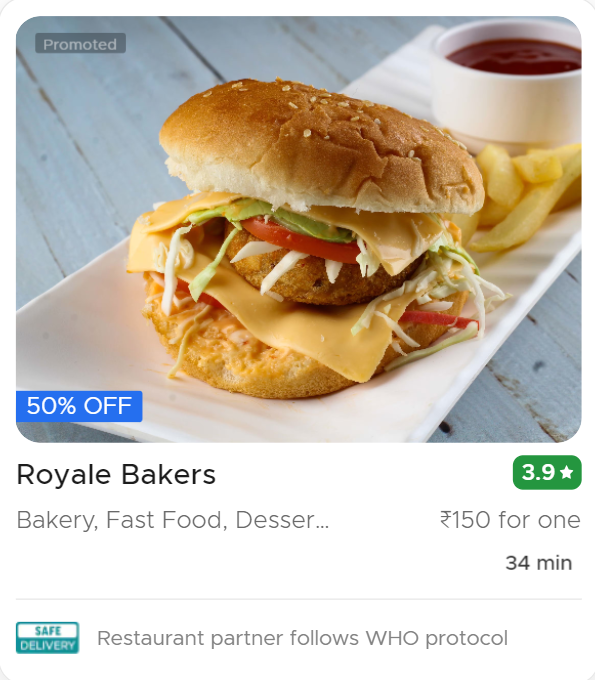 Promoted
50% OFF
Royale Bakers
3.9★
Bakery, Fast Food, Desser...
₹150 for one
34 min
SAFE
DELIVERY
Restaurant partner follows WHO protocol